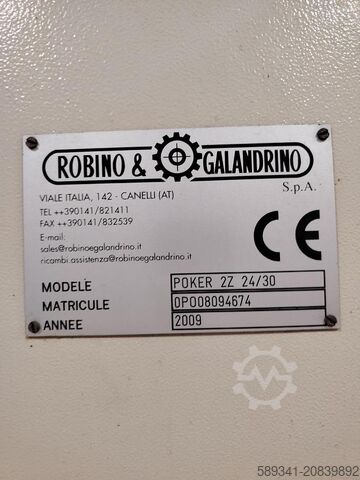 ROBINO & GALANDRINO
S.p.A.
VIALE ITALIA, 142 - CANELLI (AT)
TEL ++390141/821411
FAX ++390141/832539
E-mail:
sales@robinoegalandrino.it
ricambi.assistenza@robinoegalandrino.it
CE
MODELE POKER 2Z 24/30
MATRICULE OPO08094674
ANNEE 2009
589341-20839892